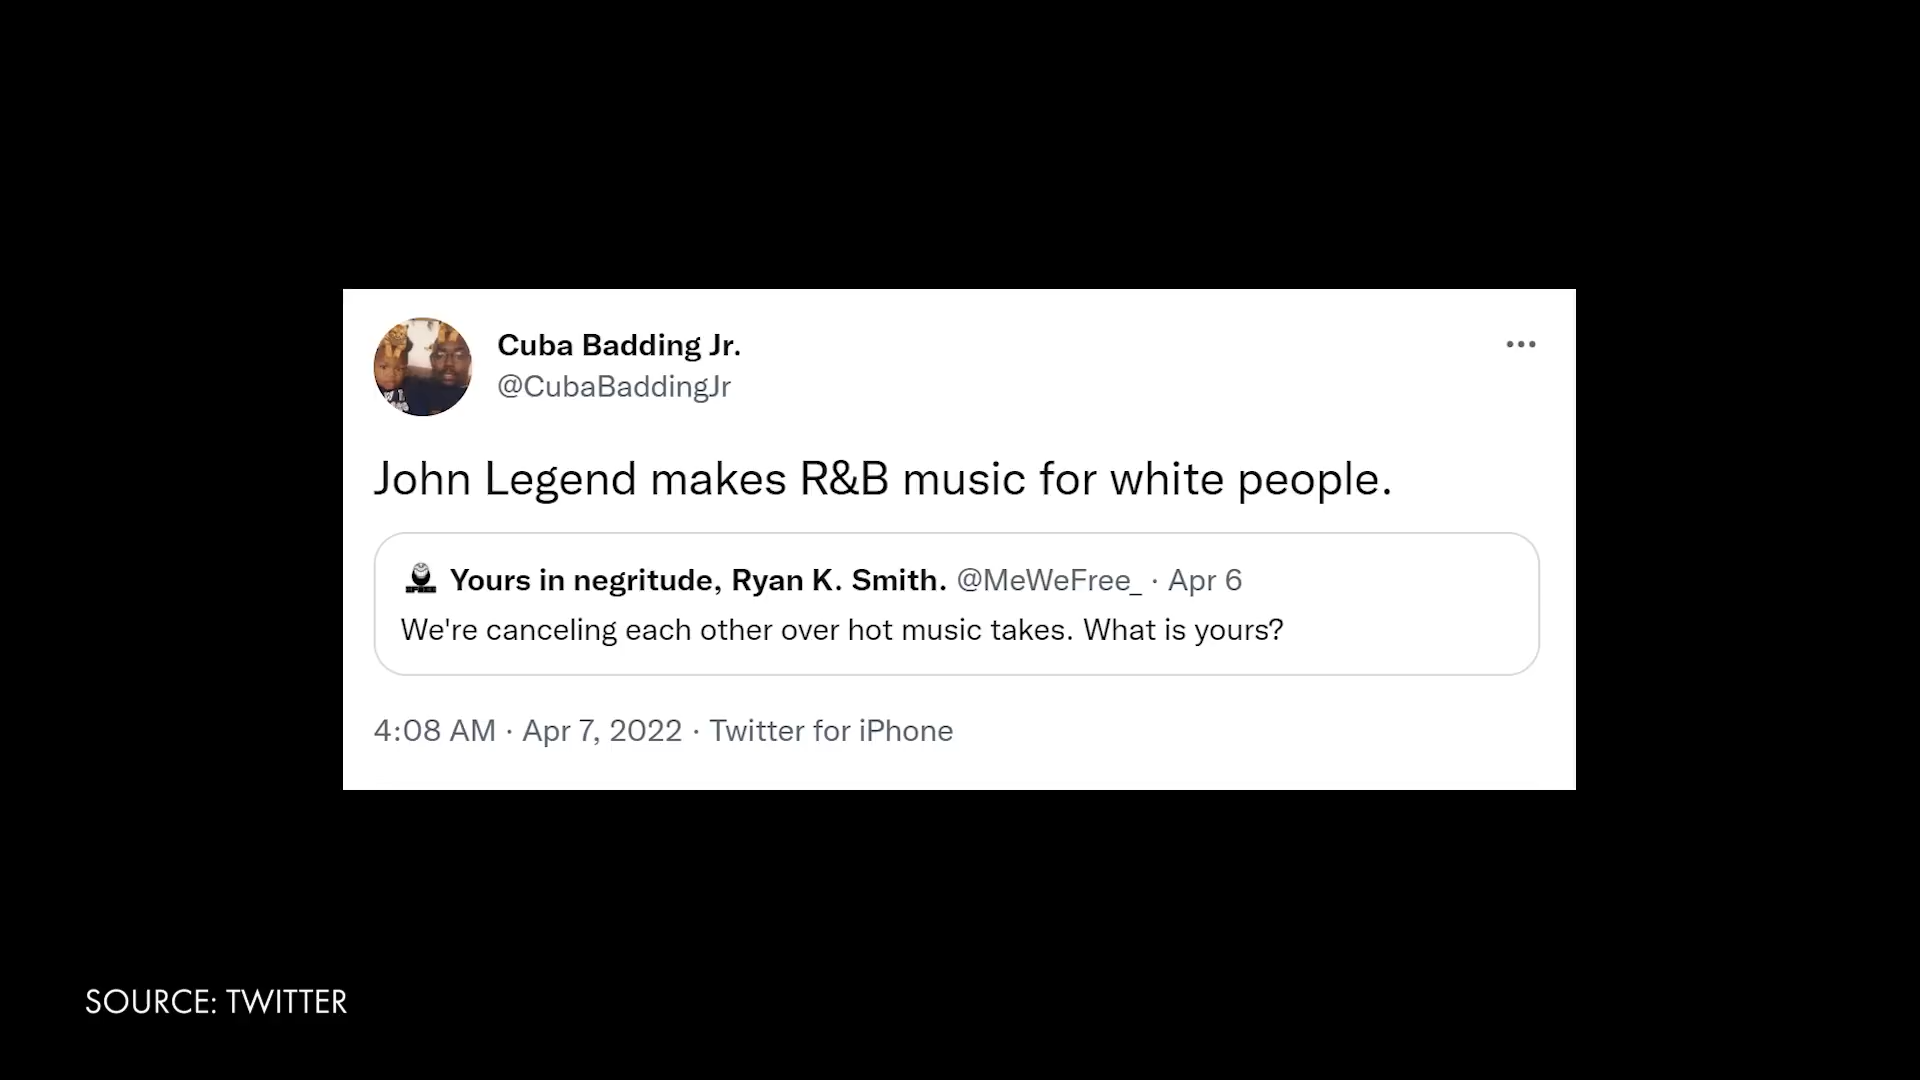 Cuba Badding Jr.
@CubaBaddingJr
John Legend makes R&B music for white people.
Yours in negritude, Ryan K. Smith. @MeWeFree_ · Apr 6
We're canceling each other over hot music takes. What is yours?
4:08 AM · Apr 7, 2022 · Twitter for iPhone
SOURCE: TWITTER